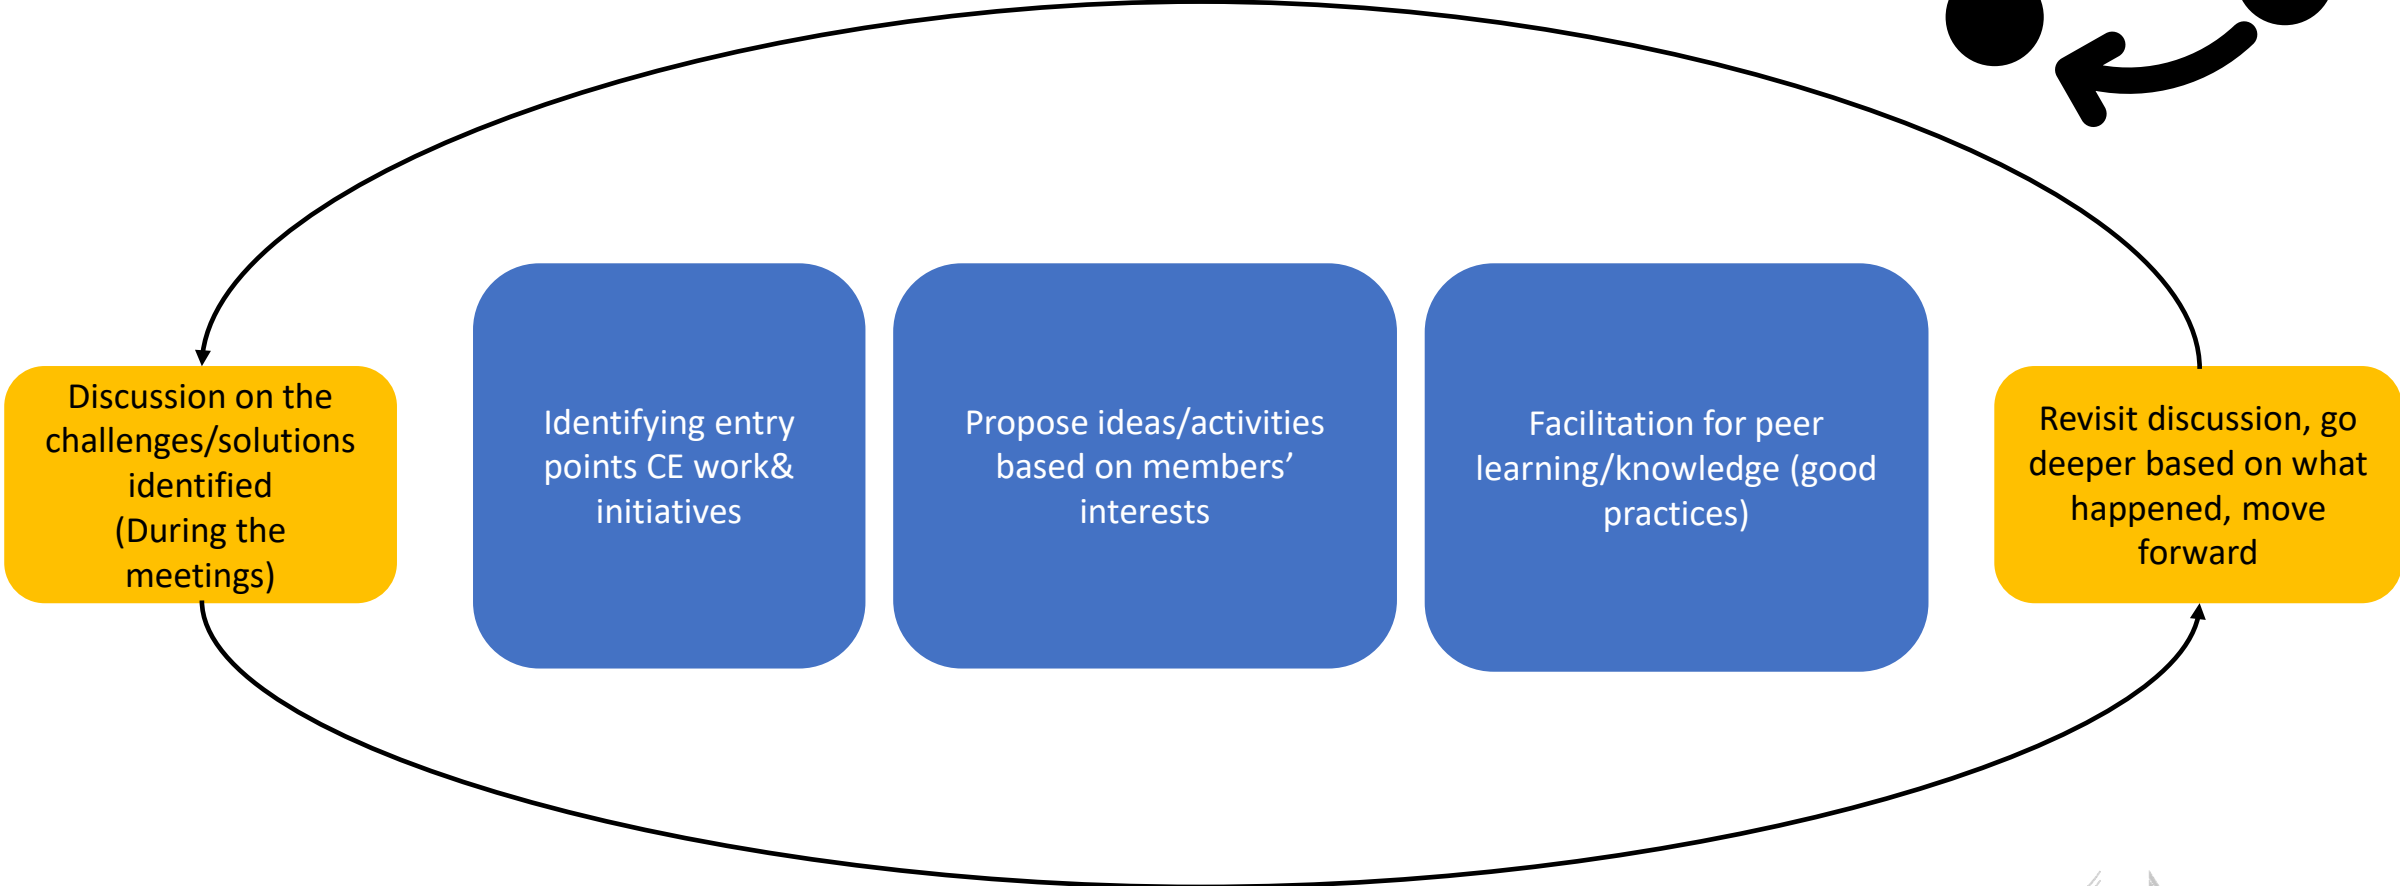 Discussion on the
challenges/solutions
identified
(During the
meetings)
Identifying entry
points CE work&
initiatives
Propose ideas/activities
based on members’
interests
Facilitation for peer
learning/knowledge (good
practices)
Revisit discussion, go
deeper based on what
happened, move
forward